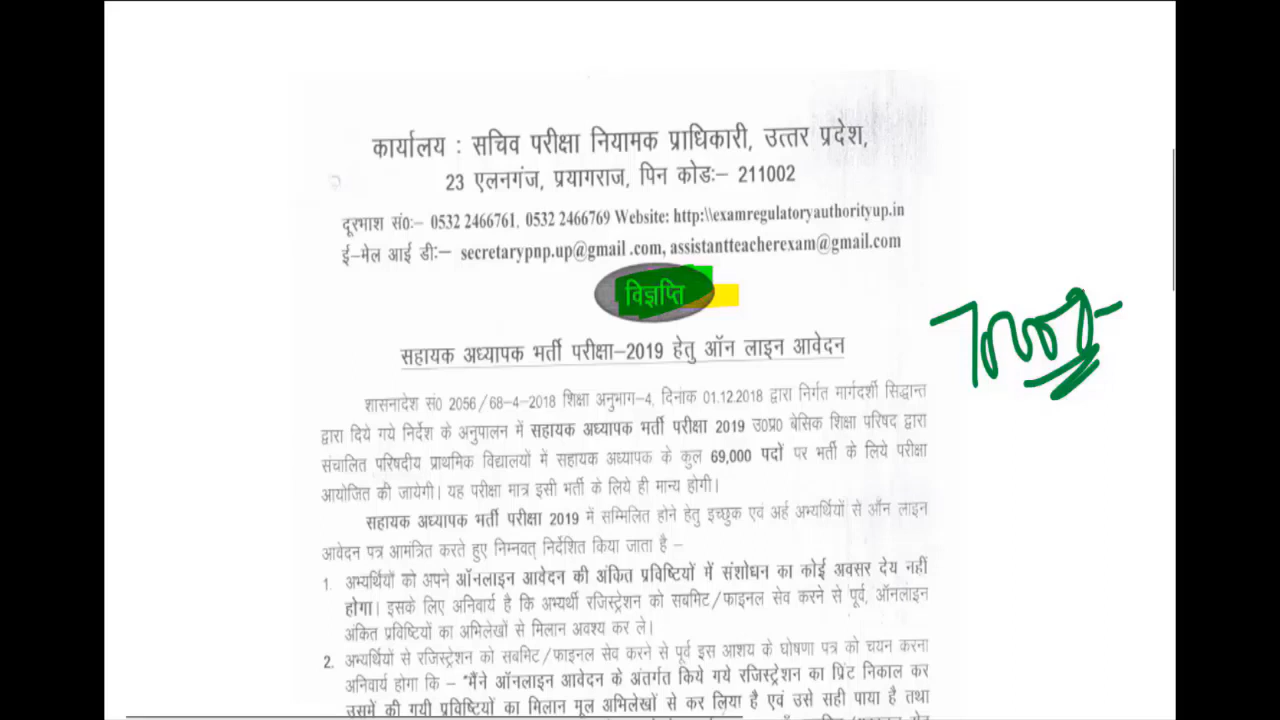 कार्यालय : सचिव परीक्षा नियामक प्राधिकारी, उत्तर प्रदेश,
23 एलनगंज, प्रयागराज, पिन कोडः– 211002
दूरभाश सं०:– 0532 2466761, 0532 2466769 Website: http:\\examregulatoryauthorityup.in
ई–मेल आई डीः– secretarypnp.up@gmail .com, assistantteacherexam@gmail.com
विज्ञप्ति
सहायक अध्यापक भर्ती परीक्षा–2019 हेतु ऑन लाइन आवेदन
शासनादेश सं0 2056/68–4–2018 शिक्षा अनुभाग–4, दिनांक 01.12.2018 द्वारा निर्गत मार्गदर्शी सिद्धान्त
द्वारा दिये गये निर्देश के अनुपालन में सहायक अध्यापक भर्ती परीक्षा 2019 उ०प्र० बेसिक शिक्षा परिषद द्वारा
संचालित परिषदीय प्राथमिक विद्यालयों में सहायक अध्यापक के कुल 69,000 पदों पर भर्ती के लिये परीक्षा
आयोजित की जायेगी। यह परीक्षा मात्र इसी भर्ती के लिये ही मान्य होगी।
सहायक अध्यापक भर्ती परीक्षा 2019 में सम्मिलित होने हेतु इच्छुक एवं अर्ह अभ्यर्थियों से ऑन लाइन
आवेदन पत्र आमंत्रित करते हुए निम्नवत् निर्देशित किया जाता है –
1. अभ्यर्थियों को अपने ऑनलाइन आवेदन की अंकित प्रविष्टियों में संशोधन का कोई अवसर देय नहीं
होगा। इसके लिए अनिवार्य है कि अभ्यर्थी रजिस्ट्रेशन को सबमिट/फाइनल सेव करने से पूर्व, ऑनलाइन
अंकित प्रविष्टियों का अभिलेखों से मिलान अवश्य कर ले।
2. अभ्यर्थियों से रजिस्ट्रेशन को सबमिट/फाइनल सेव करने से पूर्व इस आशय के घोषणा पत्र को चयन करना
अनिवार्य होगा कि – "मैंने ऑनलाइन आवेदन के अंतर्गत किये गये रजिस्ट्रेशन का प्रिंट निकाल कर
उसमें की गयी प्रविष्टियों का मिलान मूल अभिलेखों से कर लिया है एवं उसे सही पाया है तथा